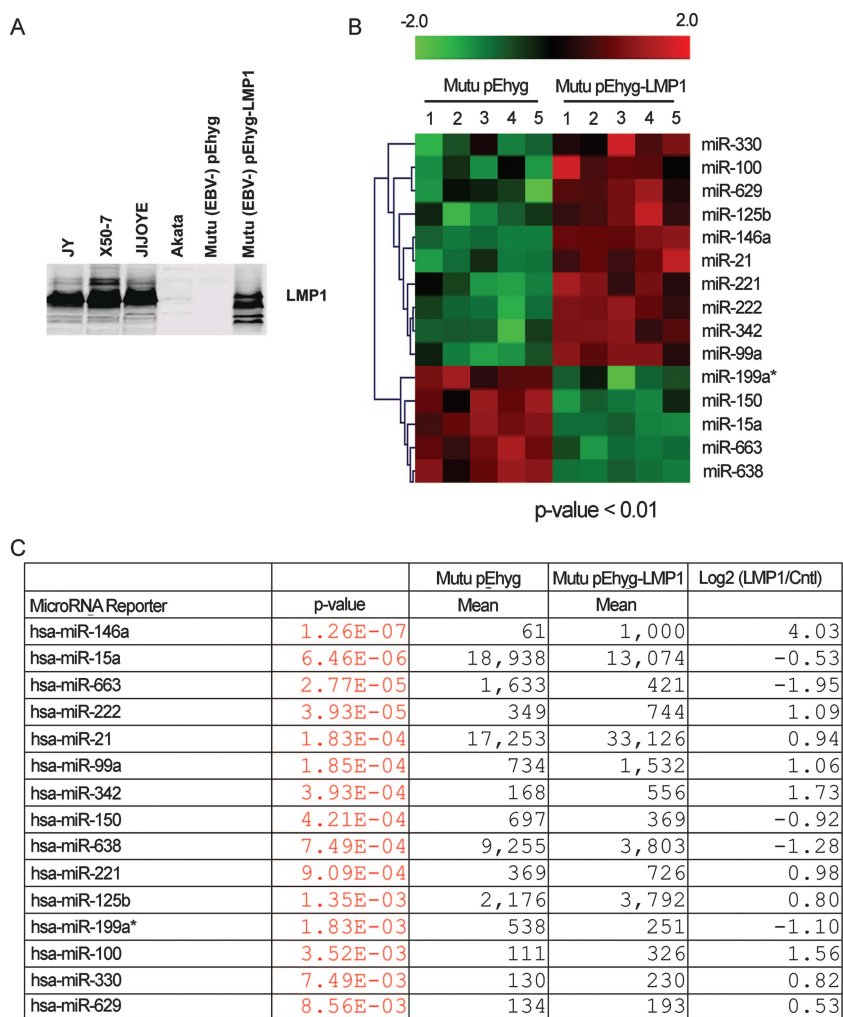 A
JY
X50-7
JIJOYE
Akata
Mutu (EBV-) pEhyg
Mutu (EBV-) pEhyg-LMP1
LMP1
B
-2.0 2.0
Mutu pEhyg Mutu pEhyg-LMP1
1 2 3 4 5 1 2 3 4 5
miR-330
miR-100
miR-629
miR-125b
miR-146a
miR-21
miR-221
miR-222
miR-342
miR-99a
miR-199a*
miR-150
miR-15a
miR-663
miR-638
p-value < 0.01
C
Mutu pEhyg Mutu pEhyg-LMP1 Log2 (LMP1/Cntl)
MicroRNA Reporter p-value Mean Mean
hsa-miR-146a 1.26E-07 61 1,000 4.03
hsa-miR-15a 6.46E-06 18,938 13,074 -0.53
hsa-miR-663 2.77E-05 1,633 421 -1.95
hsa-miR-222 3.93E-05 349 744 1.09
hsa-miR-21 1.83E-04 17,253 33,126 0.94
hsa-miR-99a 1.85E-04 734 1,532 1.06
hsa-miR-342 3.93E-04 168 556 1.73
hsa-miR-150 4.21E-04 697 369 -0.92
hsa-miR-638 7.49E-04 9,255 3,803 -1.28
hsa-miR-221 9.09E-04 369 726 0.98
hsa-miR-125b 1.35E-03 2,176 3,792 0.80
hsa-miR-199a* 1.83E-03 538 251 -1.10
hsa-miR-100 3.52E-03 111 326 1.56
hsa-miR-330 7.49E-03 130 230 0.82
hsa-miR-629 8.56E-03 134 193 0.53